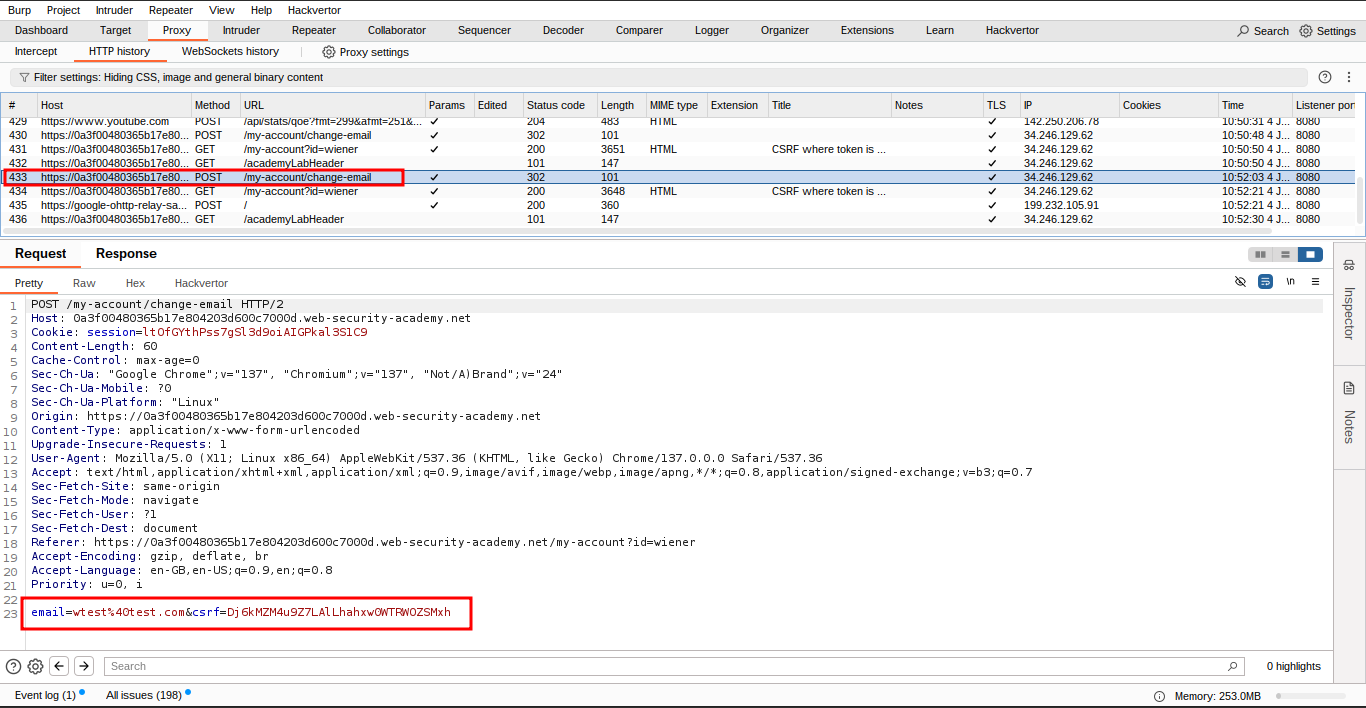 Burp Project Intruder Repeater View Help Hackvertor
Dashboard Target Proxy Intruder Repeater Collaborator Sequencer Decoder Comparer Logger Organizer Extensions Learn Hackvertor Search Settings
Intercept HTTP history WebSockets history Proxy settings
Filter settings: Hiding CSS, image and general binary content
# Host Method URL Params Edited Status code Length MIME type Extension Title Notes TLS IP Cookies Time Listener port
429 https://www.youtube.com POST /api/stats/qoe?fmt=299&afmt=251&... ✓ 204 483 HTML ✓ 142.250.206.78 10:50:31 4 J... 8080
430 https://0a3f00480365b17e80... POST /my-account/change-email ✓ 302 101 ✓ 34.246.129.62 10:50:48 4 J... 8080
431 https://0a3f00480365b17e80... GET /my-account?id=wiener ✓ 200 3651 HTML CSRF where token is ... ✓ 34.246.129.62 10:50:50 4 J... 8080
432 https://0a3f00480365b17e80... GET /academyLabHeader 101 147 ✓ 34.246.129.62 10:50:50 4 J... 8080
433 https://0a3f00480365b17e80... POST /my-account/change-email ✓ 302 101 ✓ 34.246.129.62 10:52:03 4 J... 8080
434 https://0a3f00480365b17e80... GET /my-account?id=wiener ✓ 200 3648 HTML CSRF where token is ... ✓ 34.246.129.62 10:52:21 4 J... 8080
435 https://google-ohttp-relay-sa... POST / ✓ 200 360 ✓ 199.232.105.91 10:52:21 4 J... 8080
436 https://0a3f00480365b17e80... GET /academyLabHeader 101 147 ✓ 34.246.129.62 10:52:30 4 J... 8080
Request Response
Pretty Raw Hex Hackvertor \n
1 POST /my-account/change-email HTTP/2
2 Host: 0a3f00480365b17e804203d600c7000d.web-security-academy.net
3 Cookie: session=ltOfGYthPss7gSl3d9oiAIGPkal3S1C9
4 Content-Length: 60
5 Cache-Control: max-age=0
6 Sec-Ch-Ua: "Google Chrome";v="137", "Chromium";v="137", "Not/A)Brand";v="24"
7 Sec-Ch-Ua-Mobile: ?0
8 Sec-Ch-Ua-Platform: "Linux"
9 Origin: https://0a3f00480365b17e804203d600c7000d.web-security-academy.net
10 Content-Type: application/x-www-form-urlencoded
11 Upgrade-Insecure-Requests: 1
12 User-Agent: Mozilla/5.0 (X11; Linux x86_64) AppleWebKit/537.36 (KHTML, like Gecko) Chrome/137.0.0.0 Safari/537.36
13 Accept: text/html,application/xhtml+xml,application/xml;q=0.9,image/avif,image/webp,image/apng,*/*;q=0.8,application/signed-exchange;v=b3;q=0.7
14 Sec-Fetch-Site: same-origin
15 Sec-Fetch-Mode: navigate
16 Sec-Fetch-User: ?1
17 Sec-Fetch-Dest: document
18 Referer: https://0a3f00480365b17e804203d600c7000d.web-security-academy.net/my-account?id=wiener
19 Accept-Encoding: gzip, deflate, br
20 Accept-Language: en-GB,en-US;q=0.9,en;q=0.8
21 Priority: u=0, i
22
23 email=wtest%40test.com&csrf=Dj6kMZM4u9Z7LAlLhahxw0WTRWOZSMxh
Inspector
Notes
Search 0 highlights
Event log (1) All issues (198) Memory: 253.0MB